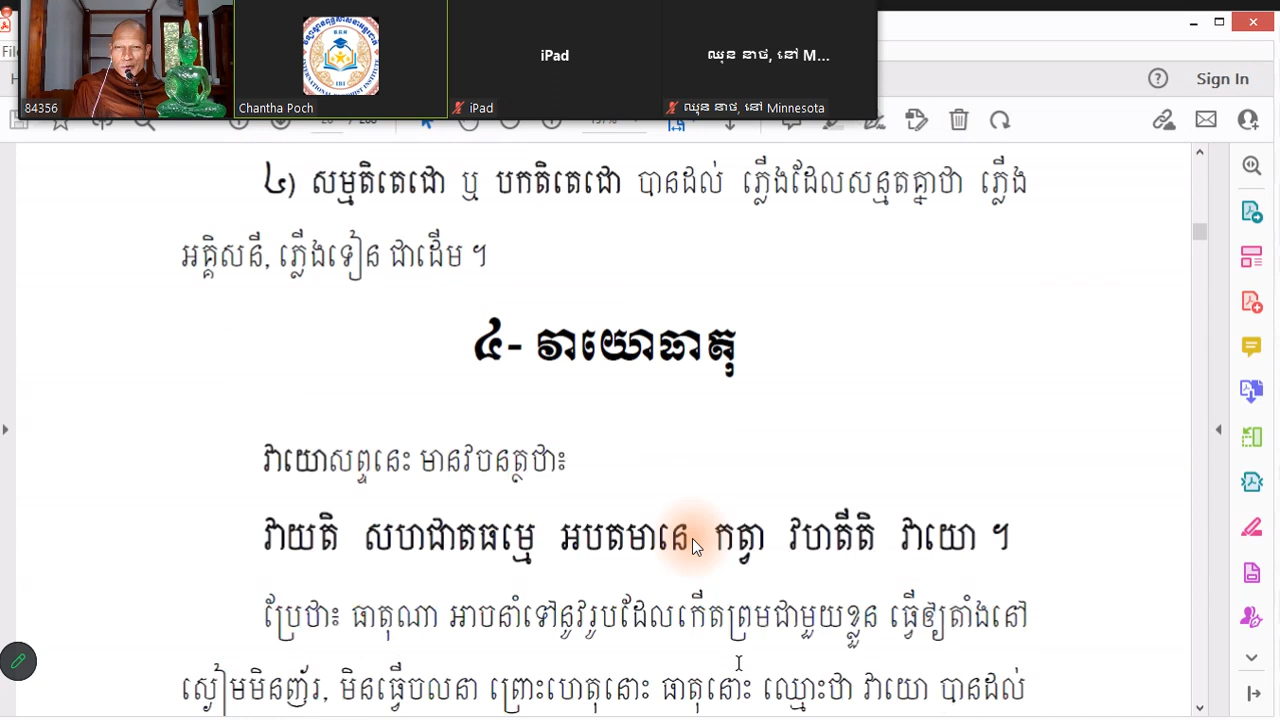 iPad
ឈុន នាថ, នៅ M...
84356
Chantha Poch
iPad
ឈុន នាថ, នៅ Minnesota
Sign In
៤) សម្មតិតេជោ ឬ បកតិតេជោ បានដល់ ភ្លើងដែលសន្មតគ្នាថា ភ្លើង
អគ្គិសនី, ភ្លើងទៀន ជាដើម ។
៤- វាយោធាតុ
វាយោសព្ទនេះ មានវចនត្ថថា៖
វាយតិ សហជាតធម្មេ អបតមានេ កត្វា វហតីតិ វាយោ ។
ប្រែថា៖ ធាតុណា អាចនាំទៅនូវរូបដែលកើតព្រមជាមួយខ្លួន ធ្វើឲ្យតាំងនៅ
ស្ងៀមមិនញ័រ, មិនធ្វើចលនា ព្រោះហេតុនោះ ធាតុនោះ ឈ្មោះថា វាយោ បានដល់